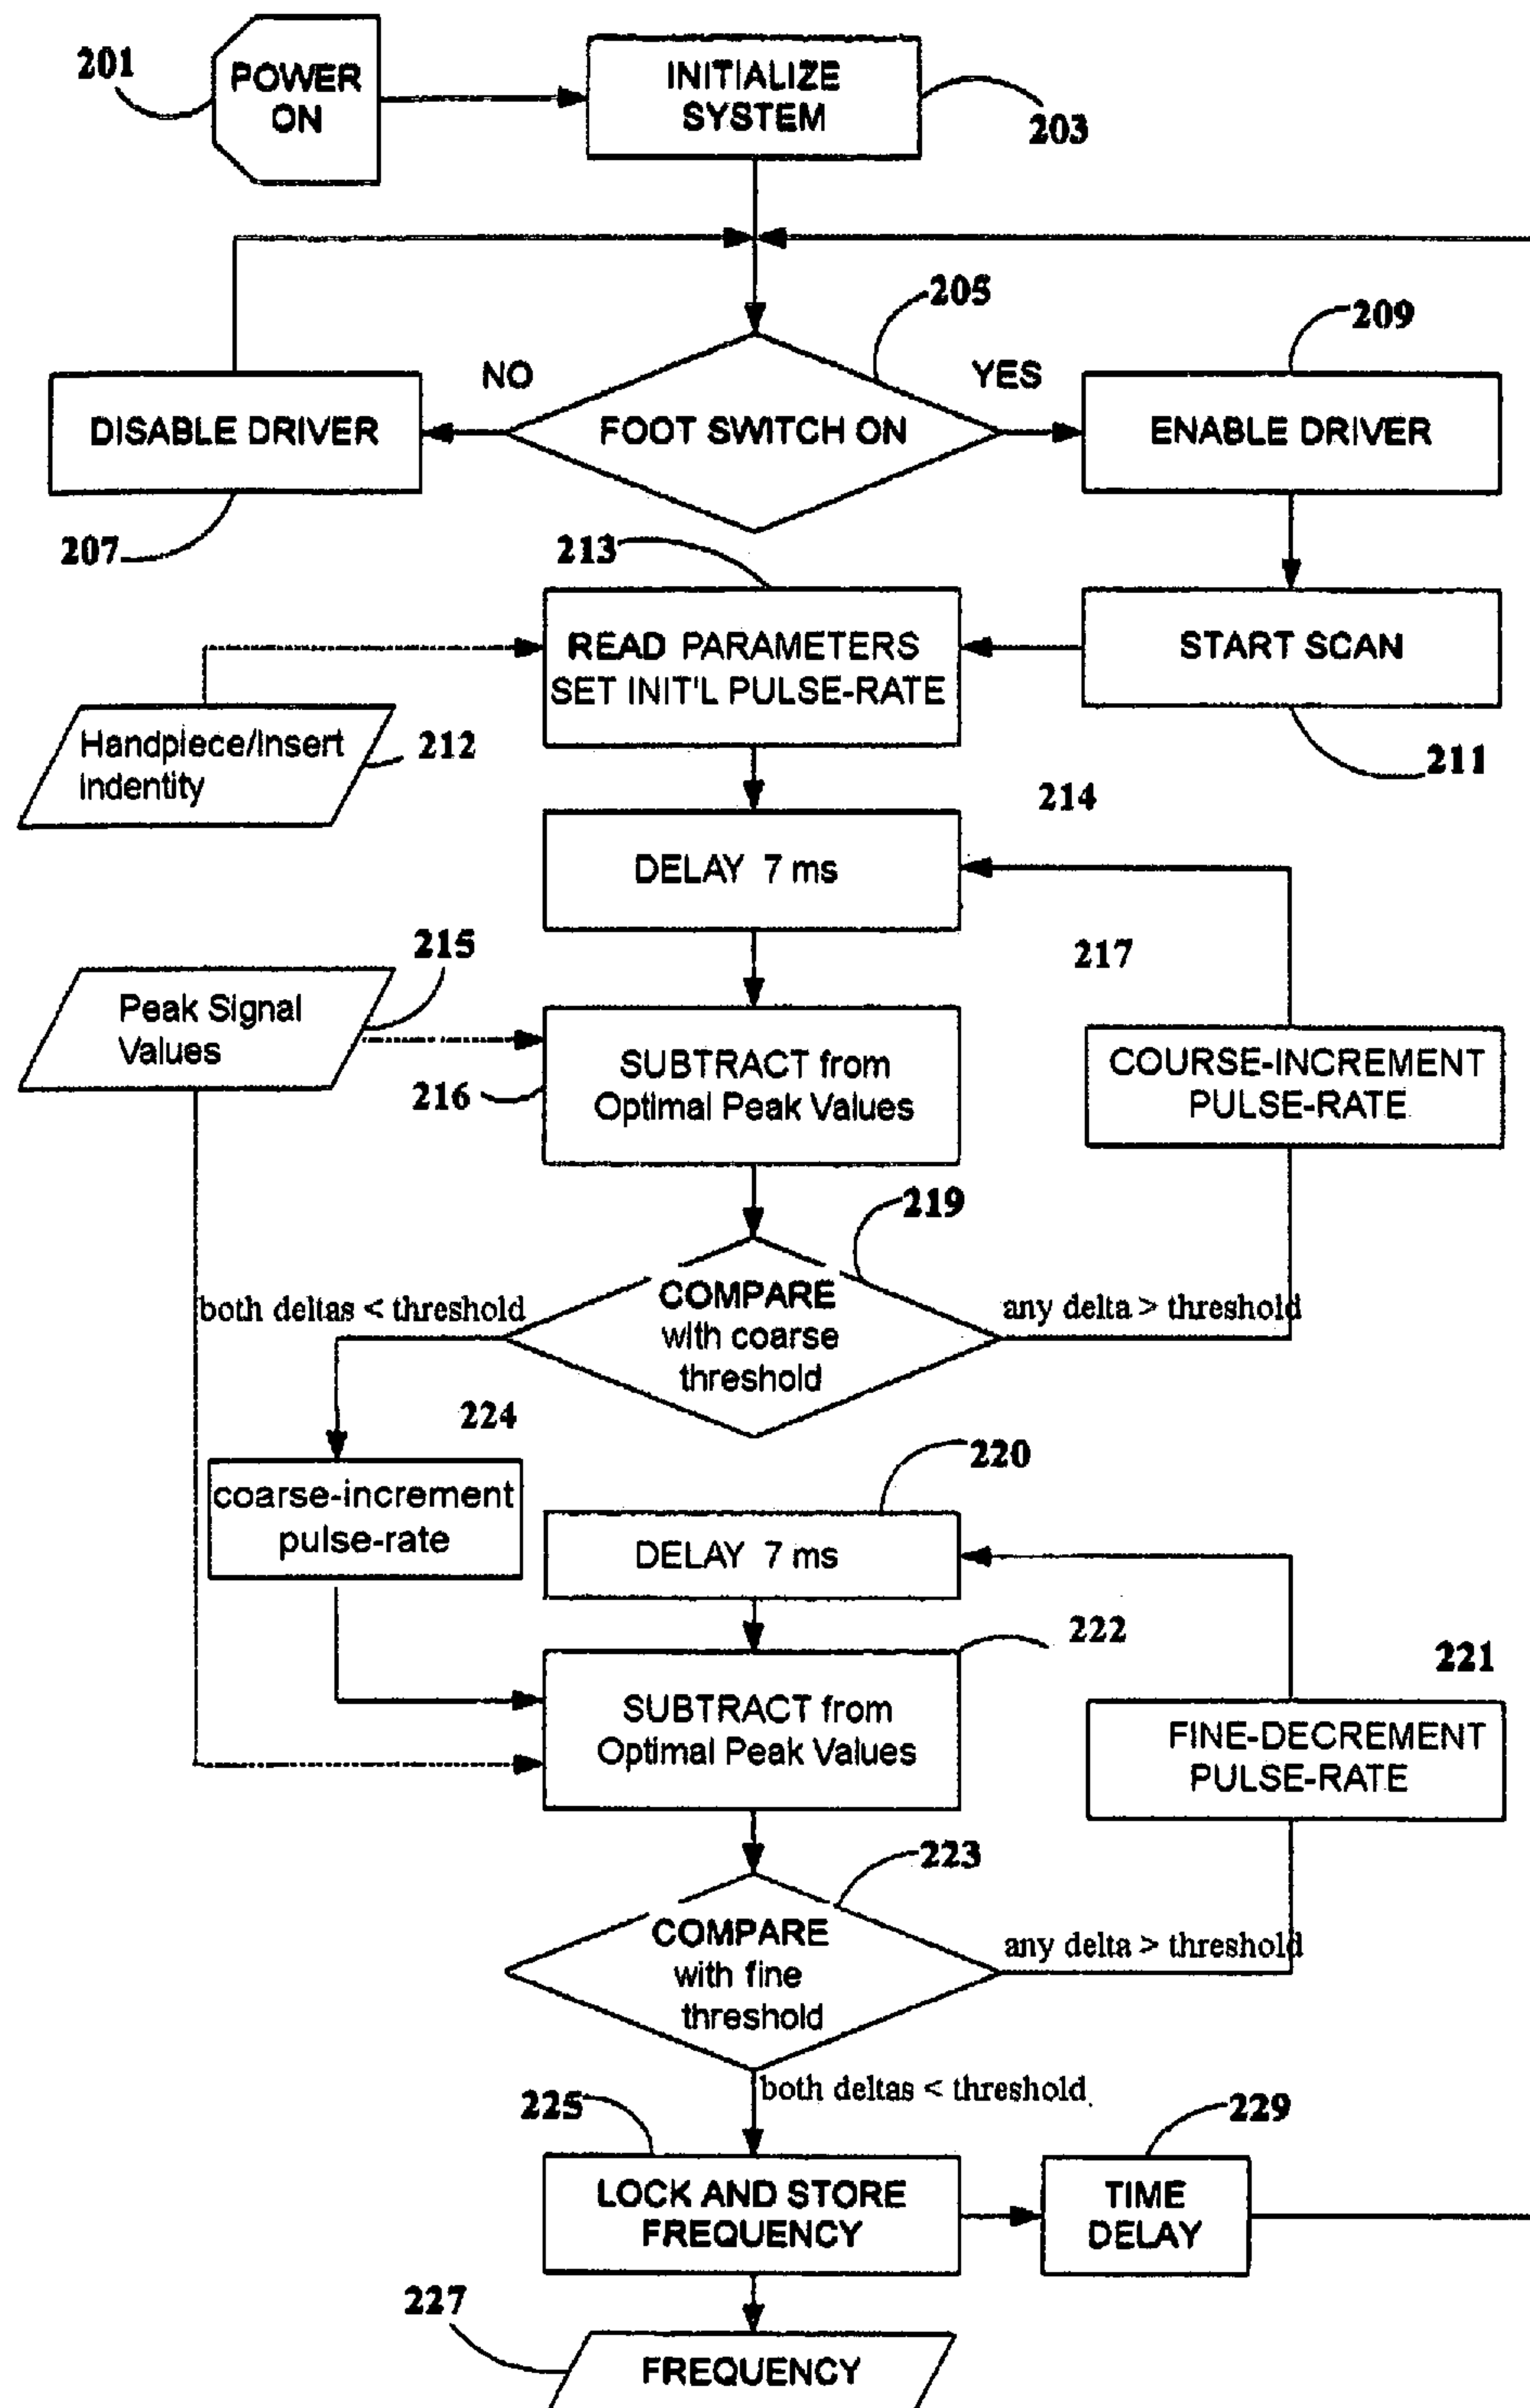 201
POWER
ON
INITIALIZE
SYSTEM
203
205
209
NO
YES
DISABLE DRIVER
FOOT SWITCH ON
ENABLE DRIVER
207
213
READ PARAMETERS
SET INIT'L PULSE-RATE
START SCAN
211
Handpiece/Insert
Indentity
212
214
DELAY 7 ms
217
215
Peak Signal
Values
216
SUBTRACT from
Optimal Peak Values
COURSE-INCREMENT
PULSE-RATE
219
both deltas < threshold
COMPARE
with coarse
threshold
any delta > threshold
224
coarse-increment
pulse-rate
220
DELAY 7 ms
222
221
SUBTRACT from
Optimal Peak Values
FINE-DECREMENT
PULSE-RATE
223
COMPARE
with fine
threshold
any delta > threshold
both deltas < threshold
225
229
LOCK AND STORE
FREQUENCY
TIME
DELAY
227
FREQUENCY